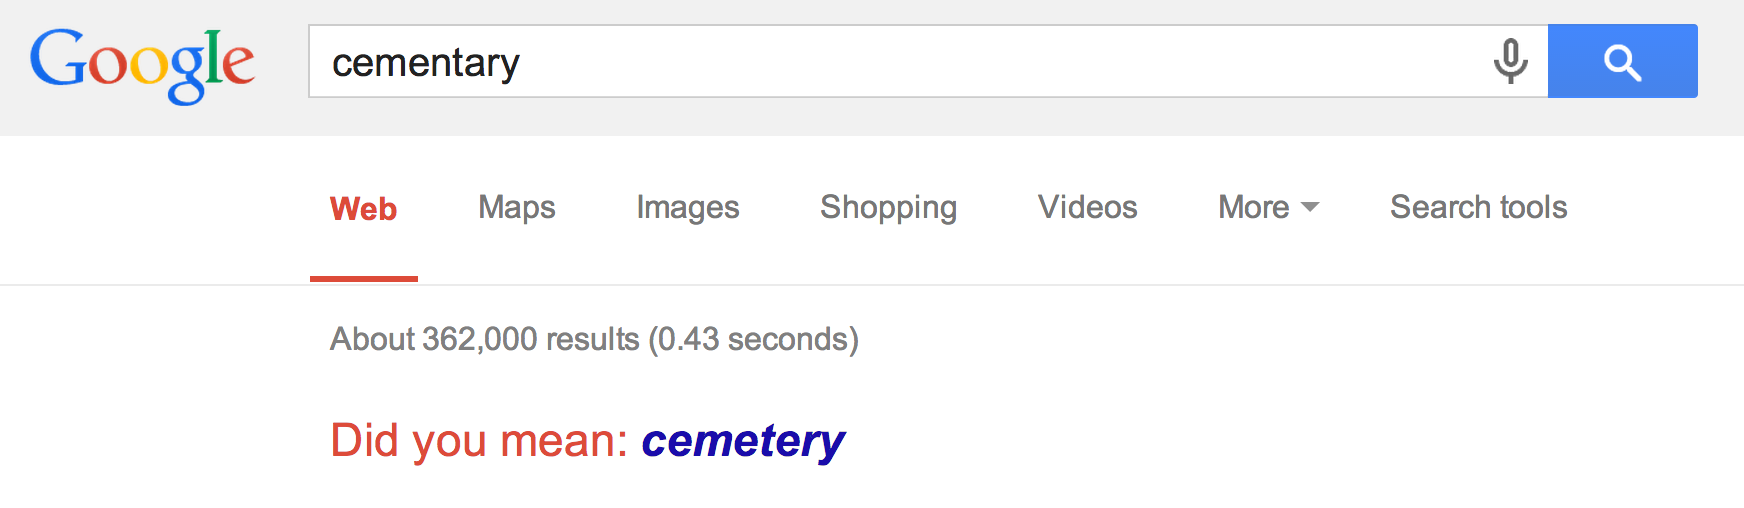 Google cementary
Web Maps Images Shopping Videos More Search tools
About 362,000 results (0.43 seconds)
Did you mean: cemetery